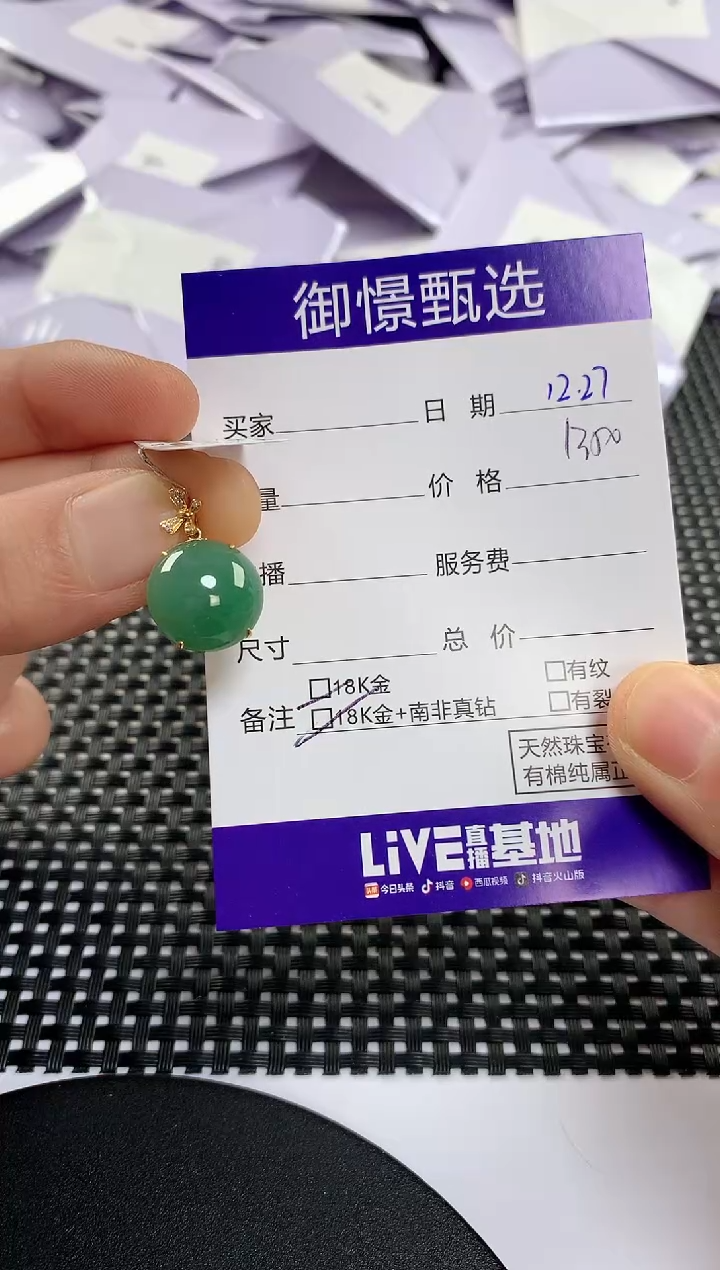 御憬甄选
买家 日 期 12.27
量 价 格 1300
播 服务费
尺寸 总 价
□18K金 □有纹
备注 □18K金+南非真钻 □有裂
天然珠宝
有棉纯属正
LiVE直播基地
今日头条 抖音 西瓜视频 抖音火山版